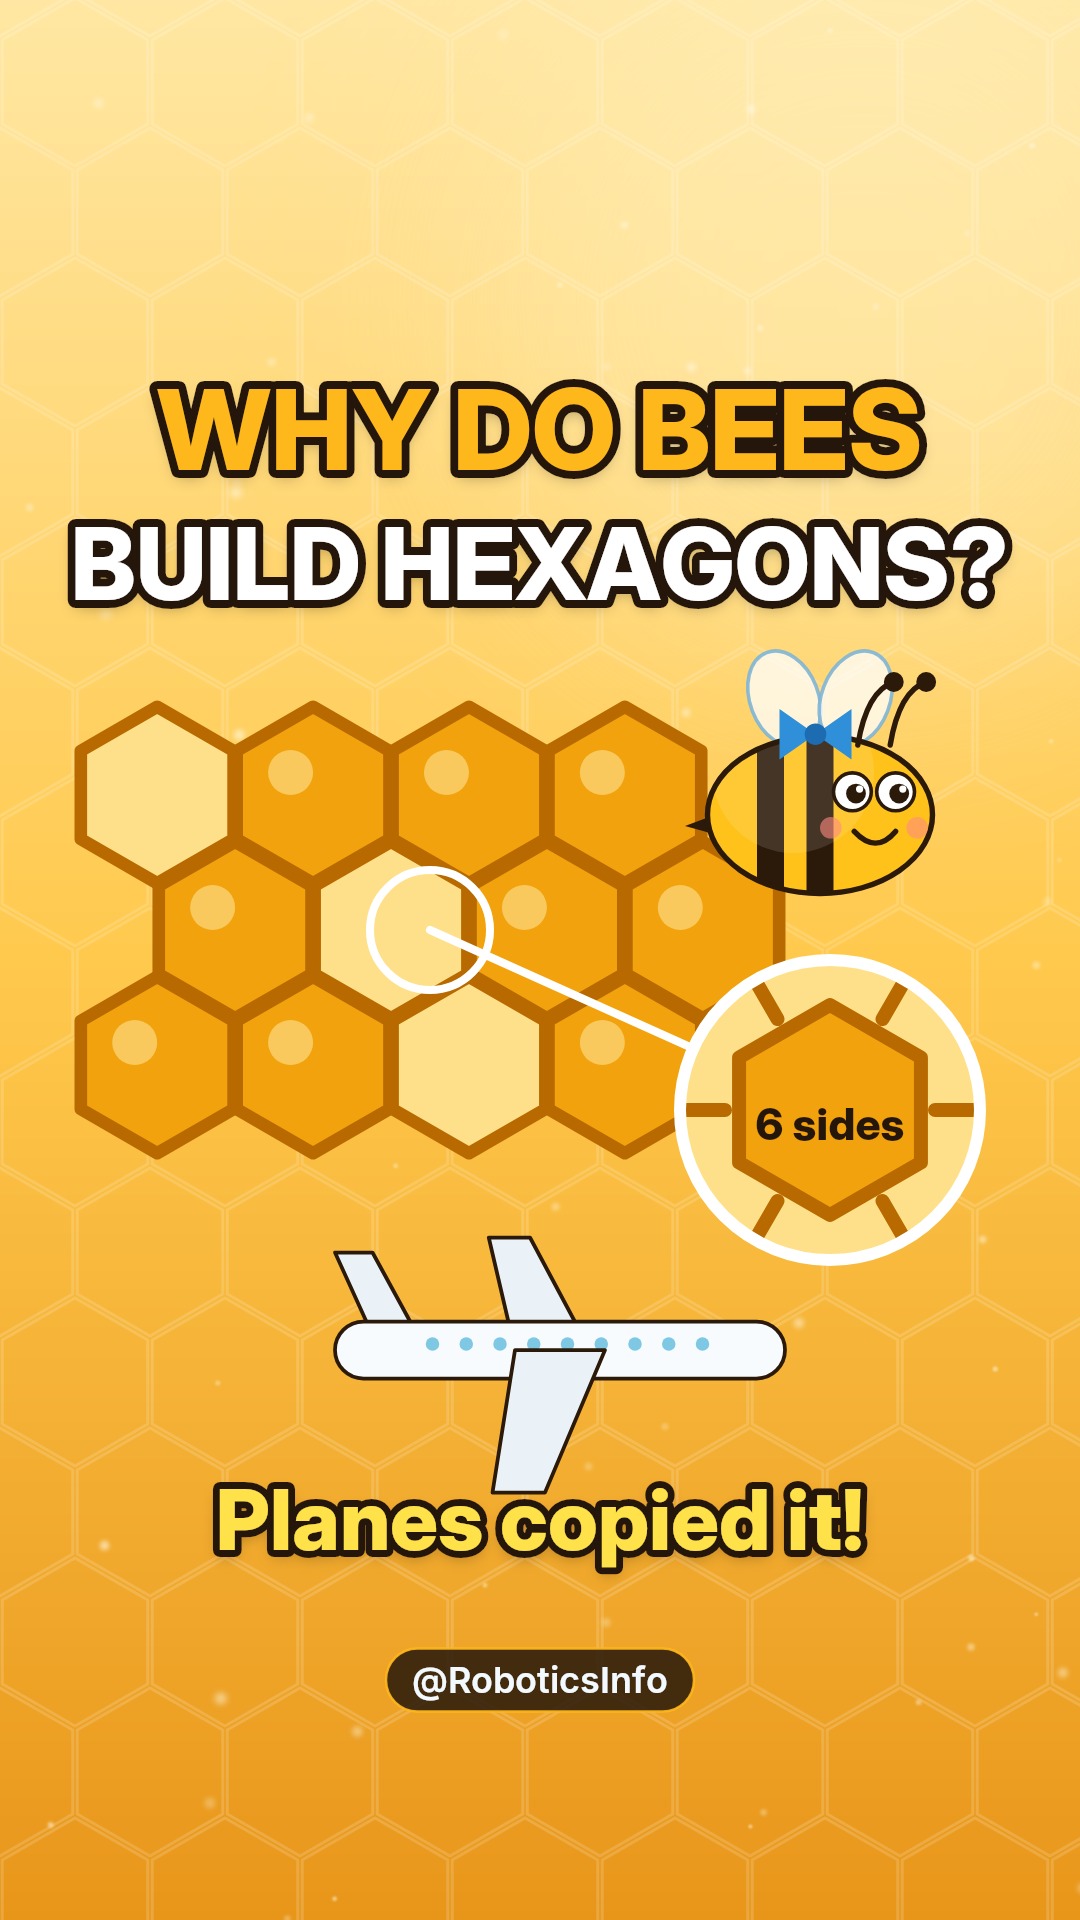 WHY DO BEES
BUILD HEXAGONS?
6 sides
Planes copied it!
@RoboticsInfo